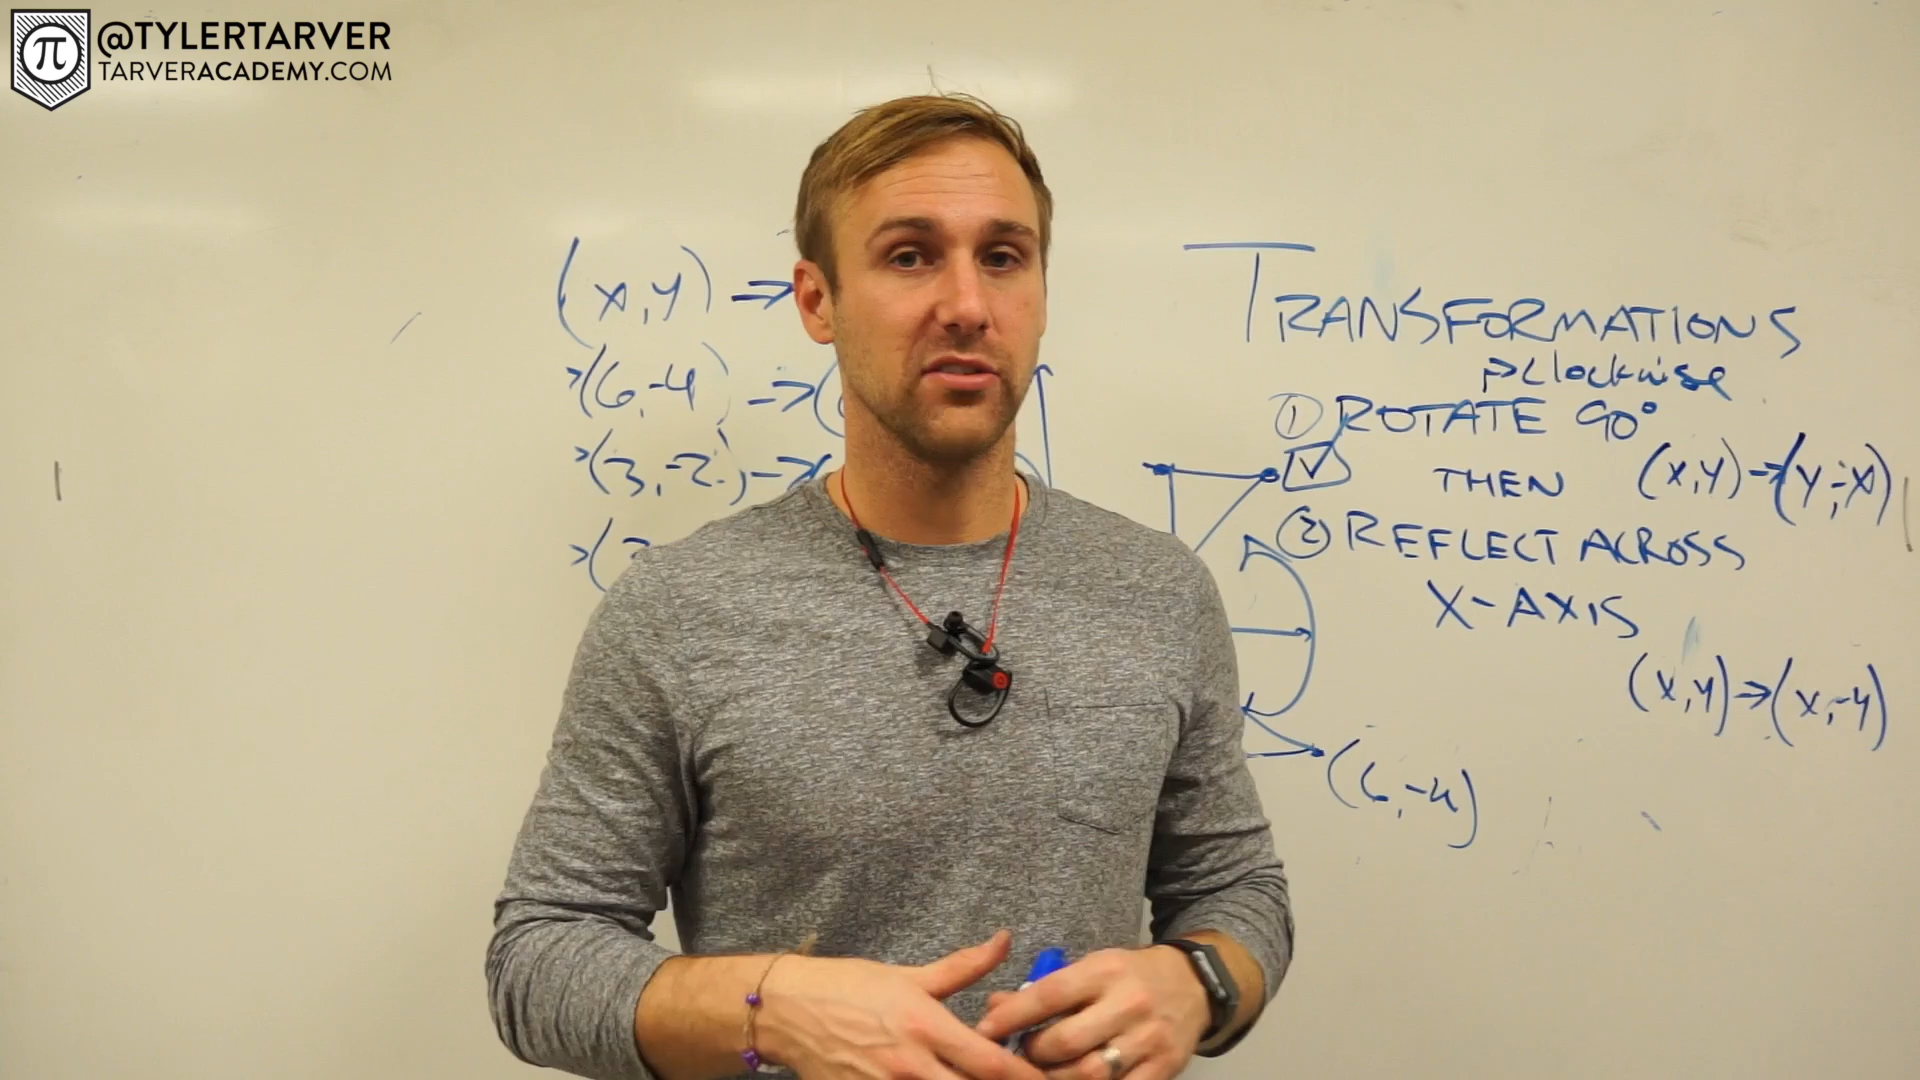 @TYLERTARVER
TARVERACADEMY.COM
π
(x,y) →
(6,-4) → (
(3,-2) → (
(3
TRANSFORMATIONS
clockwise
① ROTATE 90°
THEN (x,y)→(y,-x)
② REFLECT ACROSS
X-AXIS
(x,y)→(x,-y)
(6,-4)